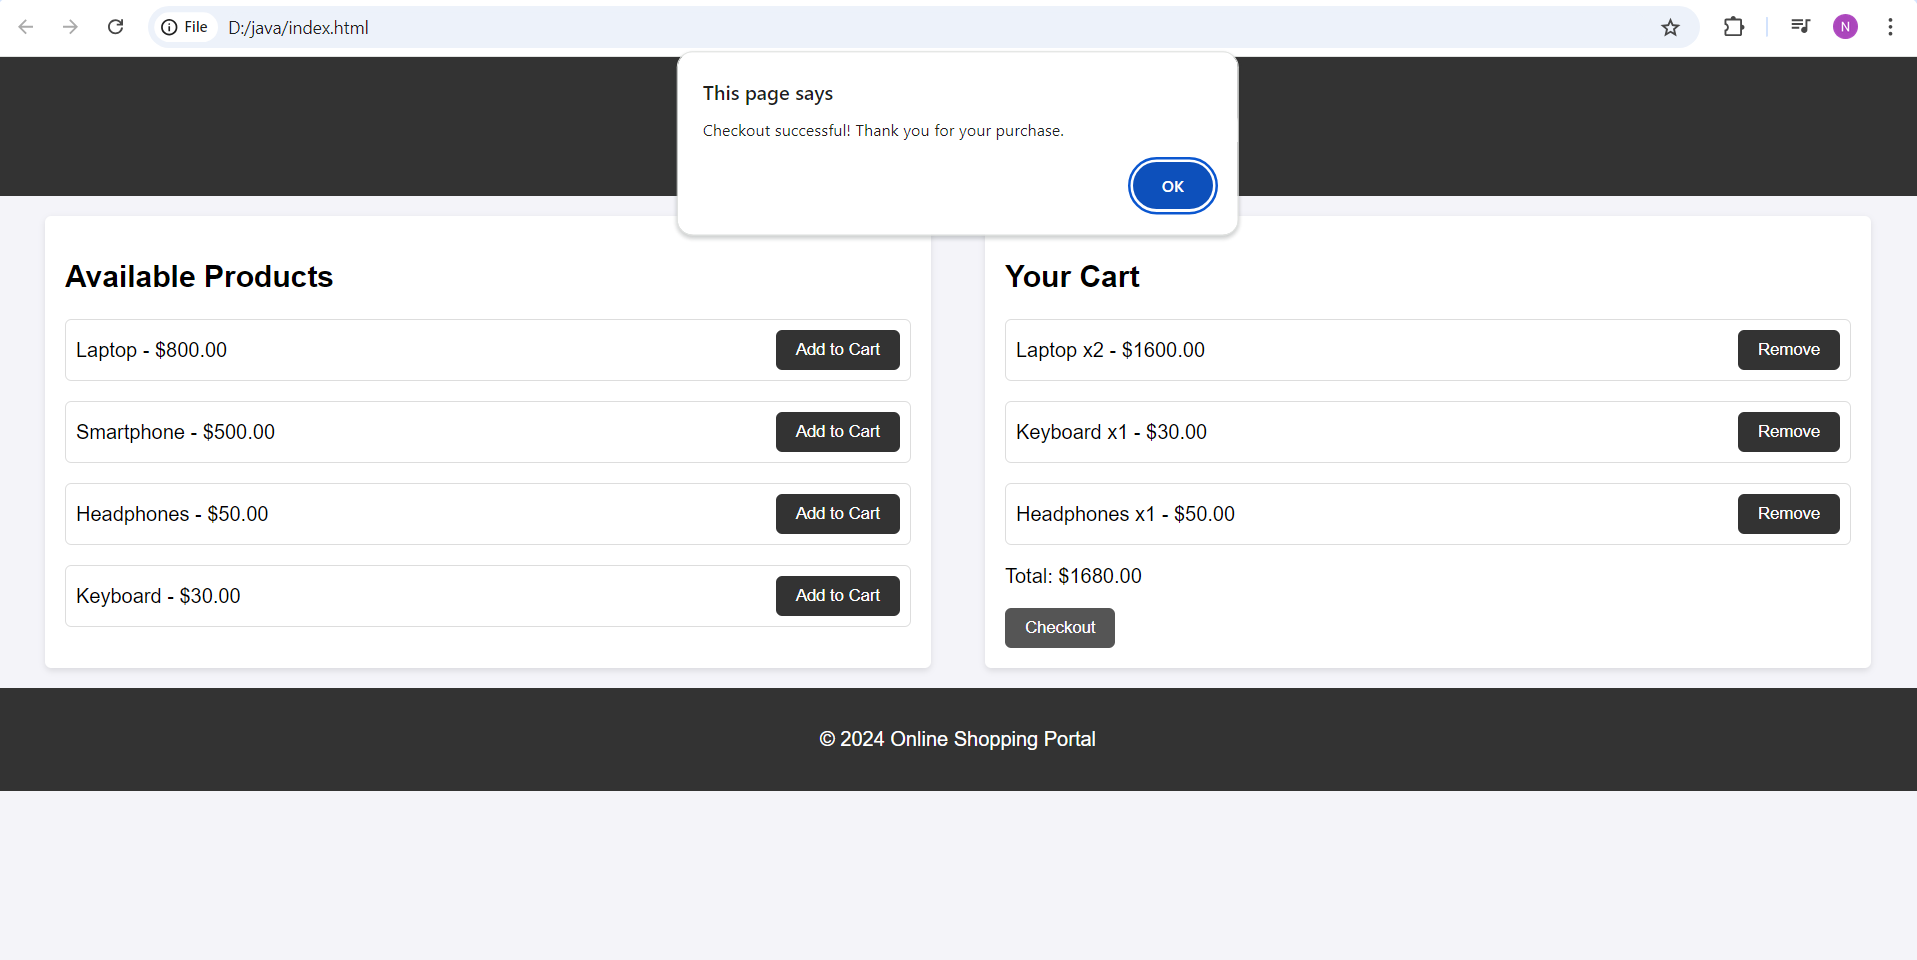 File D:/java/index.html N
This page says
Checkout successful! Thank you for your purchase.
OK
Available Products
Laptop - $800.00 Add to Cart
Smartphone - $500.00 Add to Cart
Headphones - $50.00 Add to Cart
Keyboard - $30.00 Add to Cart
Your Cart
Laptop x2 - $1600.00 Remove
Keyboard x1 - $30.00 Remove
Headphones x1 - $50.00 Remove
Total: $1680.00
Checkout
© 2024 Online Shopping Portal